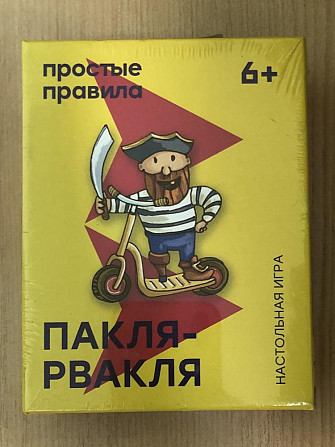 простые
правила
6+
ПАКЛЯ-
РВАКЛЯ
НАСТОЛЬНАЯ ИГРА